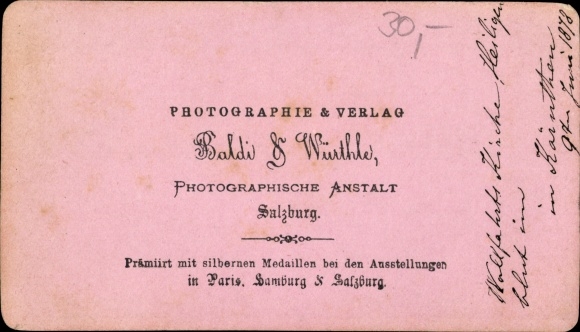 30,-
PHOTOGRAPHIE & VERLAG
Baldi & Würthle,
PHOTOGRAPHISCHE ANSTALT
Salzburg.
Prämiirt mit silbernen Medaillen bei den Ausstellungen
in Paris, Hamburg & Salzburg.
Wallfahrts Kirche, Heiligen
blut im
in Kärnthen
9ten Juni 1878